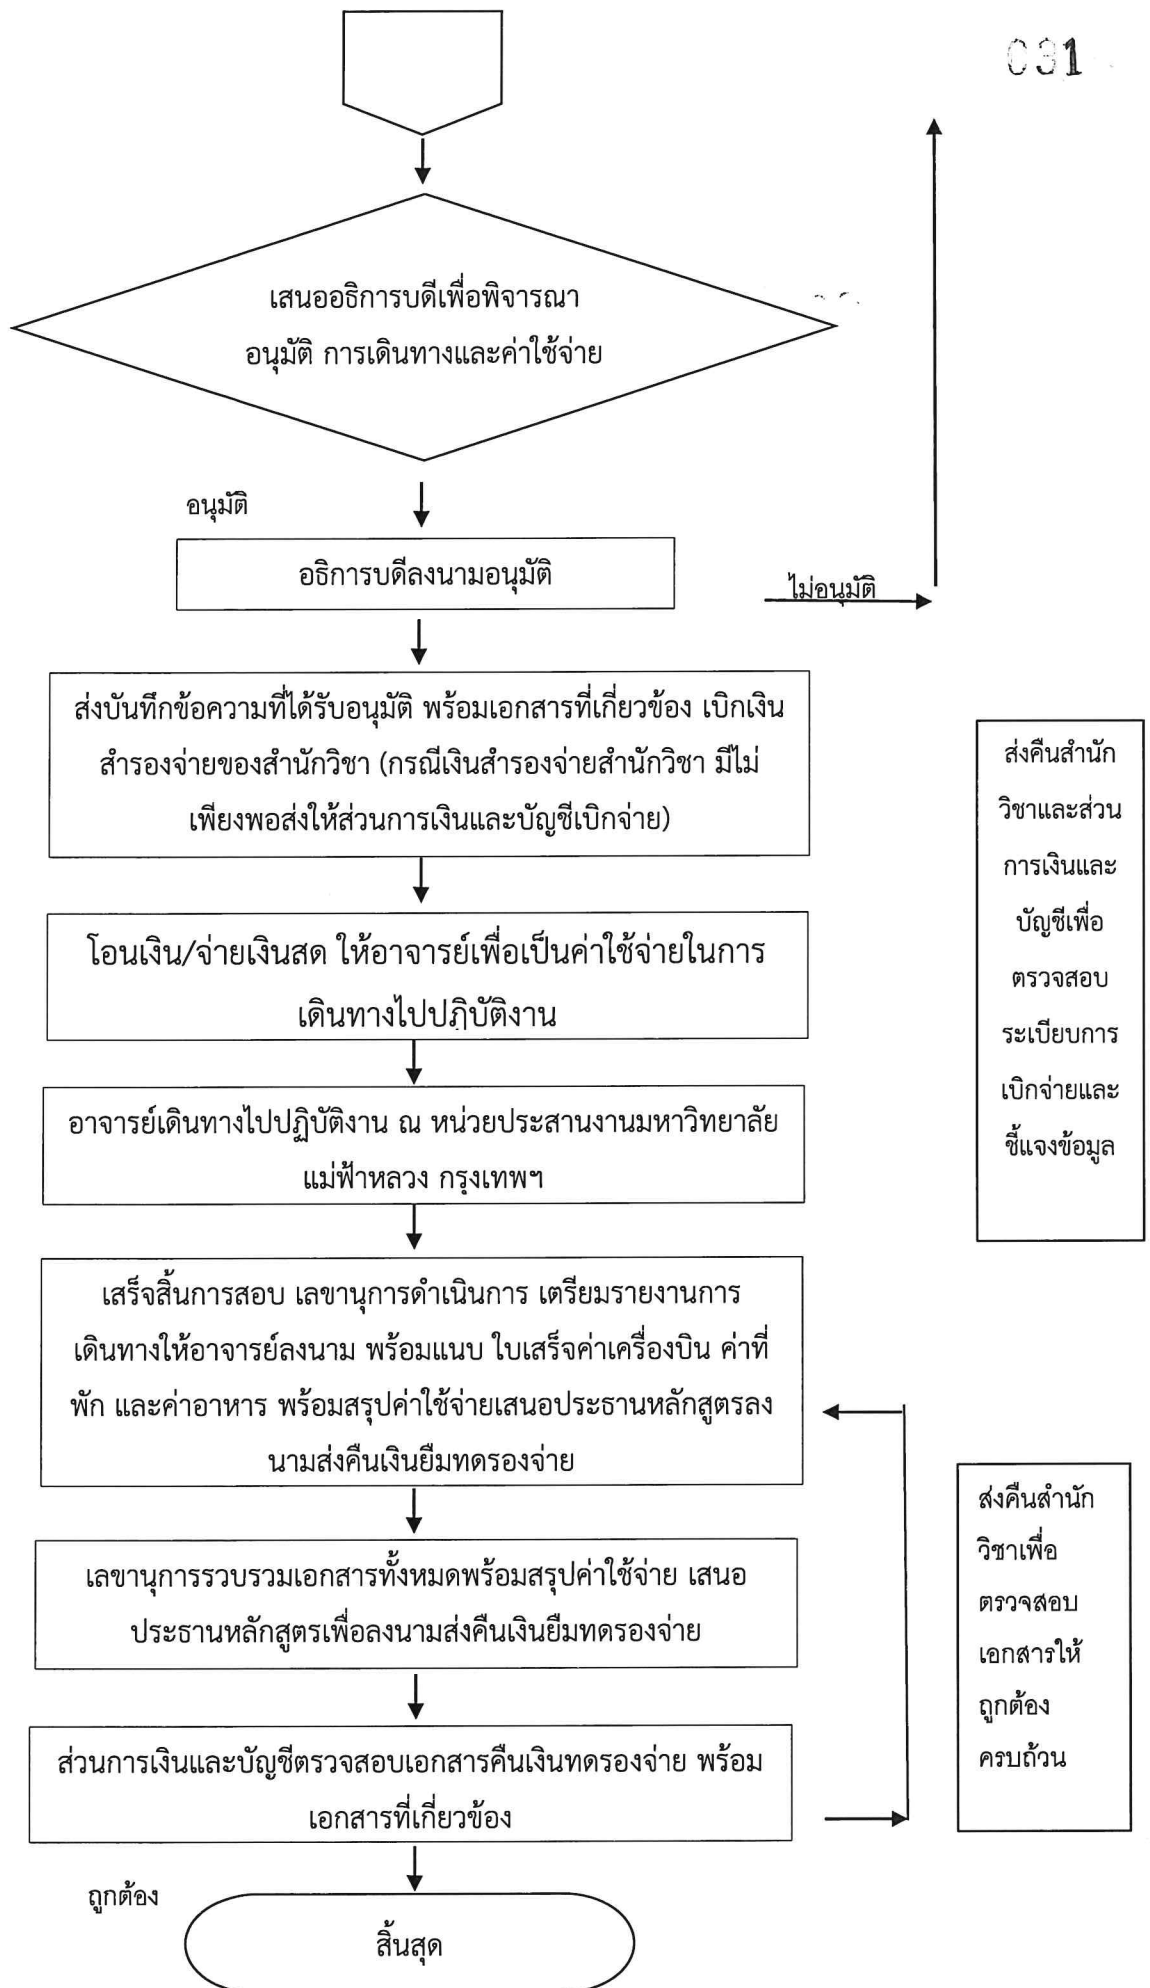 031
เสนออธิการบดีเพื่อพิจารณา
อนุมัติ การเดินทางและค่าใช้จ่าย
อนุมัติ
อธิการบดีลงนามอนุมัติ
ไม่อนุมัติ
ส่งบันทึกข้อความที่ได้รับอนุมัติ พร้อมเอกสารที่เกี่ยวข้อง เบิกเงิน
สำรองจ่ายของสำนักวิชา (กรณีเงินสำรองจ่ายสำนักวิชา มีไม่
เพียงพอส่งให้ส่วนการเงินและบัญชีเบิกจ่าย)
ส่งคืนสำนัก
วิชาและส่วน
การเงินและ
บัญชีเพื่อ
ตรวจสอบ
ระเบียบการ
เบิกจ่ายและ
ชี้แจงข้อมูล
โอนเงิน/จ่ายเงินสด ให้อาจารย์เพื่อเป็นค่าใช้จ่ายในการ
เดินทางไปปฏิบัติงาน
อาจารย์เดินทางไปปฏิบัติงาน ณ หน่วยประสานงานมหาวิทยาลัย
แม่ฟ้าหลวง กรุงเทพฯ
เสร็จสิ้นการสอบ เลขานุการดำเนินการ เตรียมรายงานการ
เดินทางให้อาจารย์ลงนาม พร้อมแนบ ใบเสร็จค่าเครื่องบิน ค่าที่
พัก และค่าอาหาร พร้อมสรุปค่าใช้จ่ายเสนอประธานหลักสูตรลง
นามส่งคืนเงินยืมทดรองจ่าย
ส่งคืนสำนัก
วิชาเพื่อ
ตรวจสอบ
เอกสารให้
ถูกต้อง
ครบถ้วน
เลขานุการรวบรวมเอกสารทั้งหมดพร้อมสรุปค่าใช้จ่าย เสนอ
ประธานหลักสูตรเพื่อลงนามส่งคืนเงินยืมทดรองจ่าย
ส่วนการเงินและบัญชีตรวจสอบเอกสารคืนเงินทดรองจ่าย พร้อม
เอกสารที่เกี่ยวข้อง
ถูกต้อง
สิ้นสุด